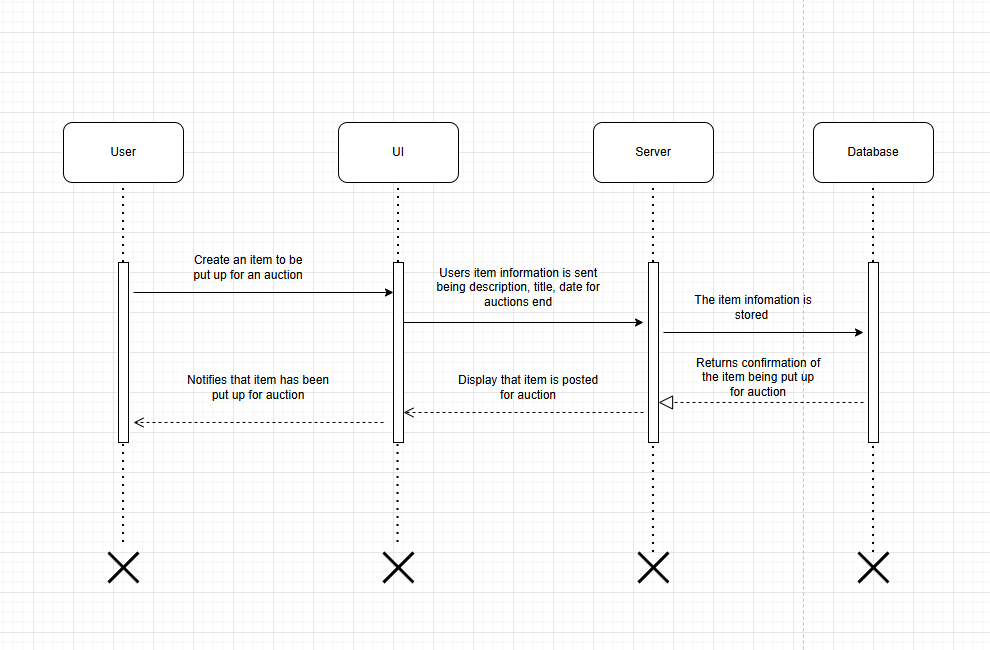 User
UI
Server
Database
Create an item to be
put up for an auction
Users item information is sent
being description, title, date for
auctions end
The item infomation is
stored
Returns confirmation of
the item being put up
for auction
Display that item is posted
for auction
Notifies that item has been
put up for auction